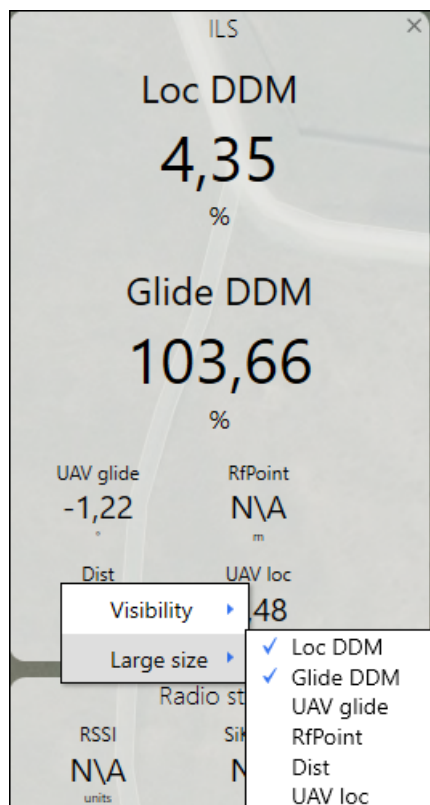 ILS
Loc DDM
4,35
%
Glide DDM
103,66
%
UAV glide RfPoint
-1,22 N\A
° m
Dist UAV loc
Visibility ,48
Large size
Loc DDM
Glide DDM
UAV glide
RfPoint
Dist
UAV loc
Radio st
RSSI
N\A N
units